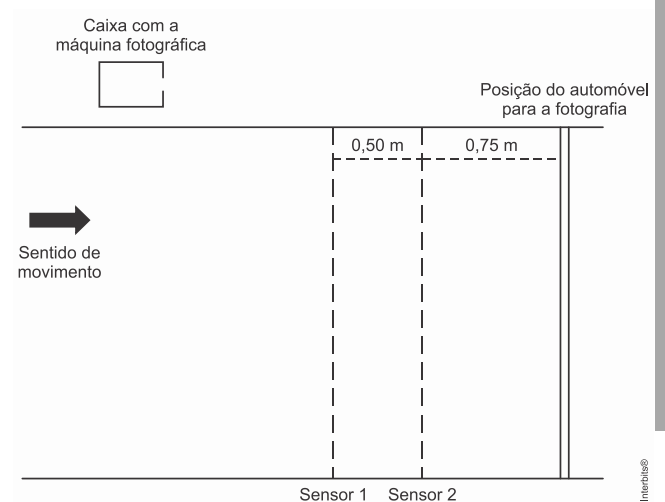 Caixa com a
máquina fotográfica
Posição do automóvel
para a fotografia
0,50 m
0,75 m
Sentido de
movimento
Sensor 1
Sensor 2
Interbits®